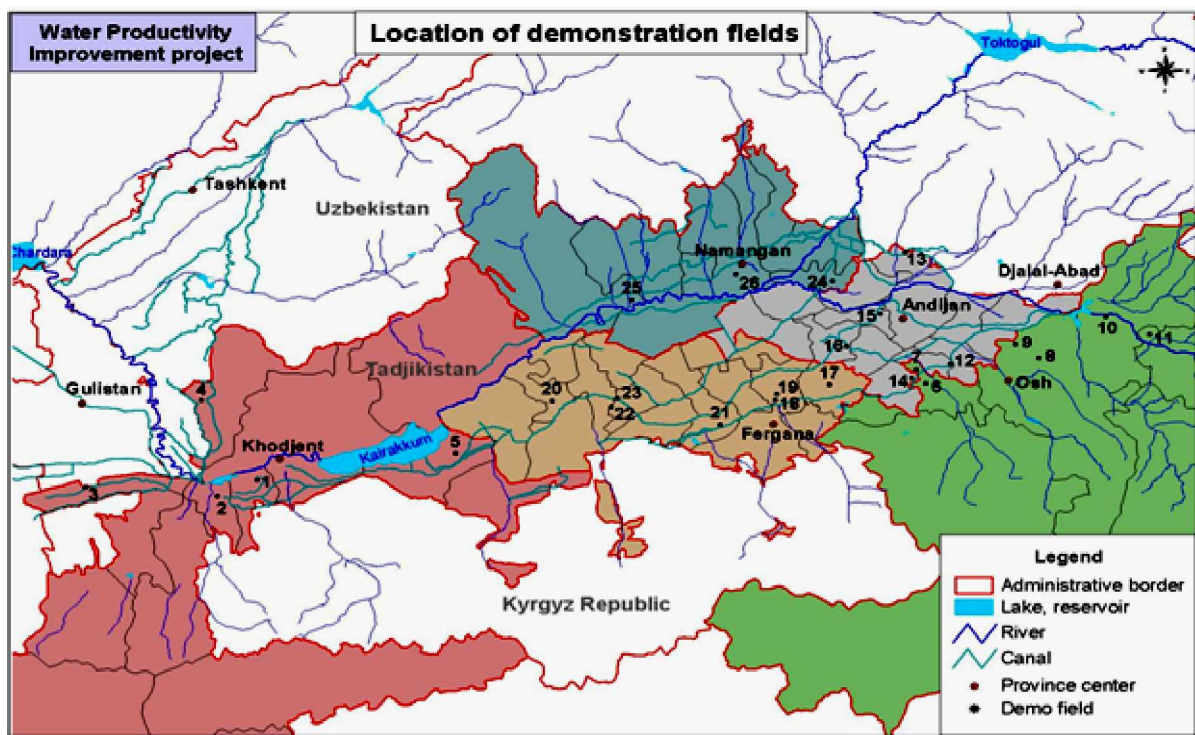 Water Productivity
Improvement project
Location of demonstration fields
Toktogul
Tashkent
Uzbekistan
Chardara
Namangan
13
Djalal-Abad
25
26
24
15
Andijan
10
11
16
9
8
Tadjikistan
7
12
Gulistan
4
20
23
22
19
18
17
14
6
Osh
21
Fergana
Khodjent
Kairakkum
5
3
1
2
Kyrgyz Republic
Legend
Administrative border
Lake, reservoir
River
Canal
Province center
Demo field